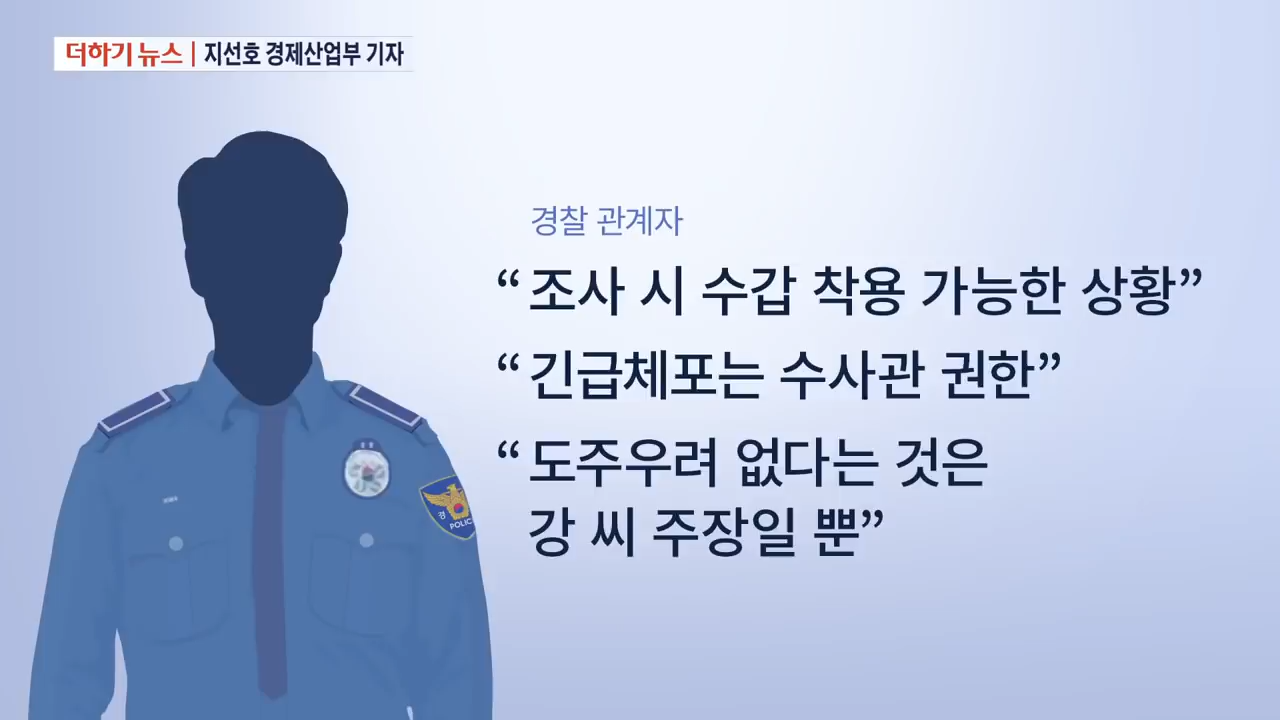 더하기 뉴스 | 지선호 경제산업부 기자
경찰 관계자
“조사 시 수갑 착용 가능한 상황”
“긴급체포는 수사관 권한”
“도주우려 없다는 것은
강 씨 주장일 뿐”
경
POLIC